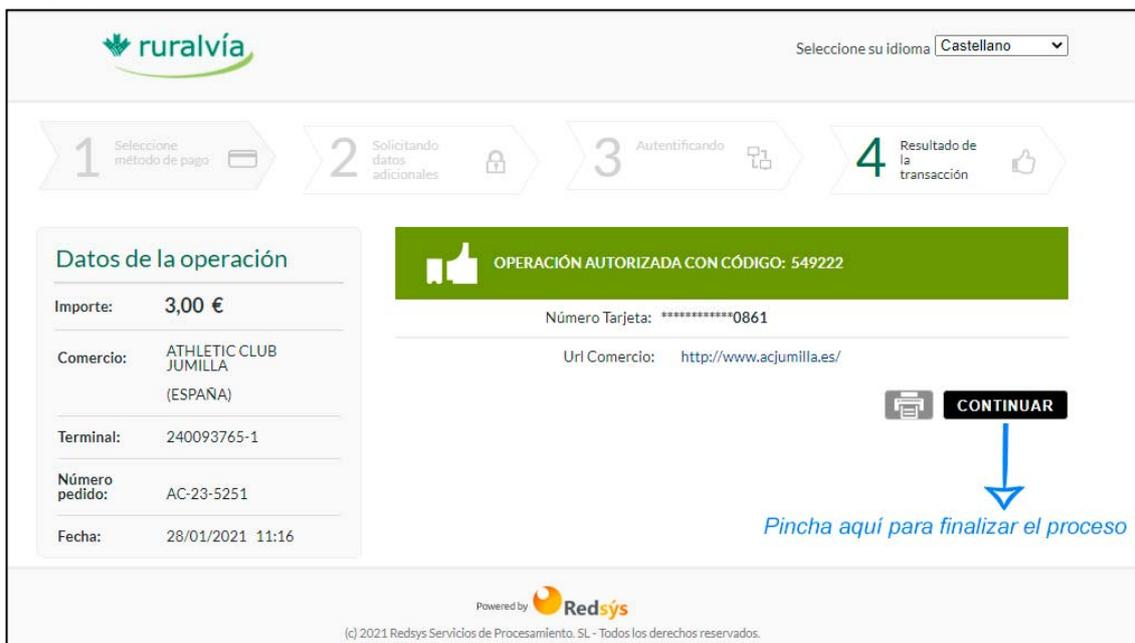 ruralvía
Seleccione su idioma Castellano
1 Seleccione
método de pago
2 Solicitando
datos
adicionales
3 Autentificando
4 Resultado de
la
transacción
Datos de la operación
Importe: 3,00 €
Comercio: ATHLETIC CLUB
JUMILLA
(ESPAÑA)
Terminal: 240093765-1
Número
pedido: AC-23-5251
Fecha: 28/01/2021 11:16
OPERACIÓN AUTORIZADA CON CÓDIGO: 549222
Número Tarjeta: ************0861
Url Comercio: http://www.acjumilla.es/
CONTINUAR
Pincha aquí para finalizar el proceso
Powered by Redsýs
(c) 2021 Redsys Servicios de Procesamiento. SL - Todos los derechos reservados.